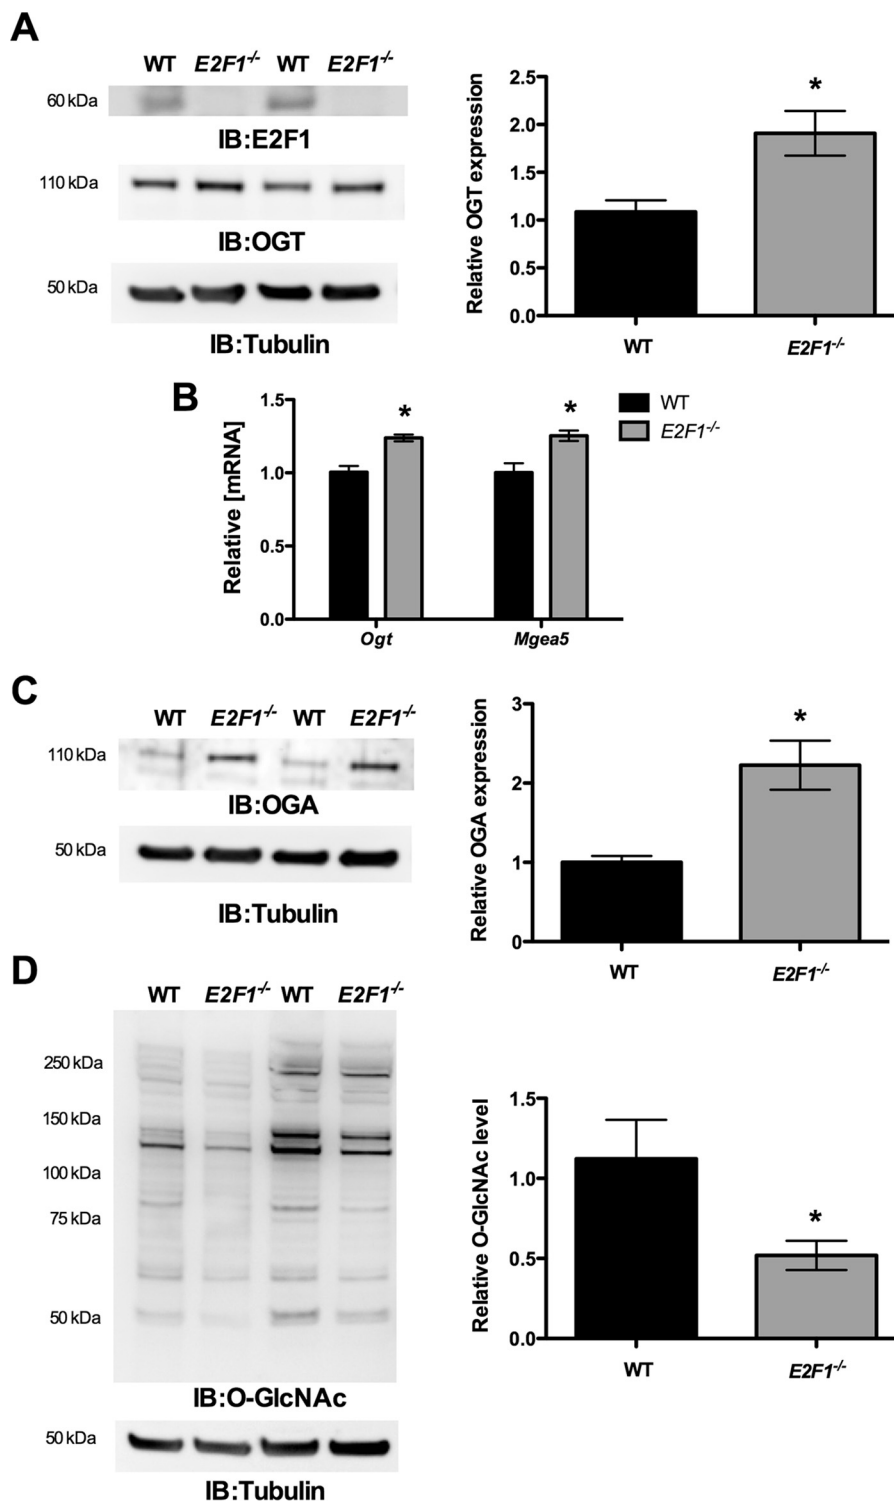 A
WT E2F1-/- WT E2F1-/-
60 kDa
IB:E2F1
110 kDa
IB:OGT
50 kDa
IB:Tubulin
Relative OGT expression
2.5
2.0
1.5
1.0
0.5
0.0
*
WT E2F1-/-
B
Relative [mRNA]
1.5
1.0
0.5
0.0
* *
Ogt Mgea5
WT
E2F1-/-
C
WT E2F1-/- WT E2F1-/-
110 kDa
IB:OGA
50 kDa
IB:Tubulin
Relative OGA expression
3
2
1
0
*
WT E2F1-/-
D
WT E2F1-/- WT E2F1-/-
250 kDa
150 kDa
100 kDa
75 kDa
50 kDa
IB:O-GlcNAc
50 kDa
IB:Tubulin
Relative O-GlcNAc level
1.5
1.0
0.5
0.0
*
WT E2F1-/-